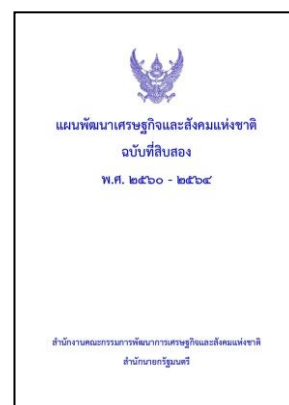 แผนพัฒนาเศรษฐกิจและสังคมแห่งชาติ
ฉบับที่สิบสอง
พ.ศ. ๒๕๖๐ - ๒๕๖๔
สำนักงานคณะกรรมการพัฒนาการเศรษฐกิจและสังคมแห่งชาติ
สำนักนายกรัฐมนตรี